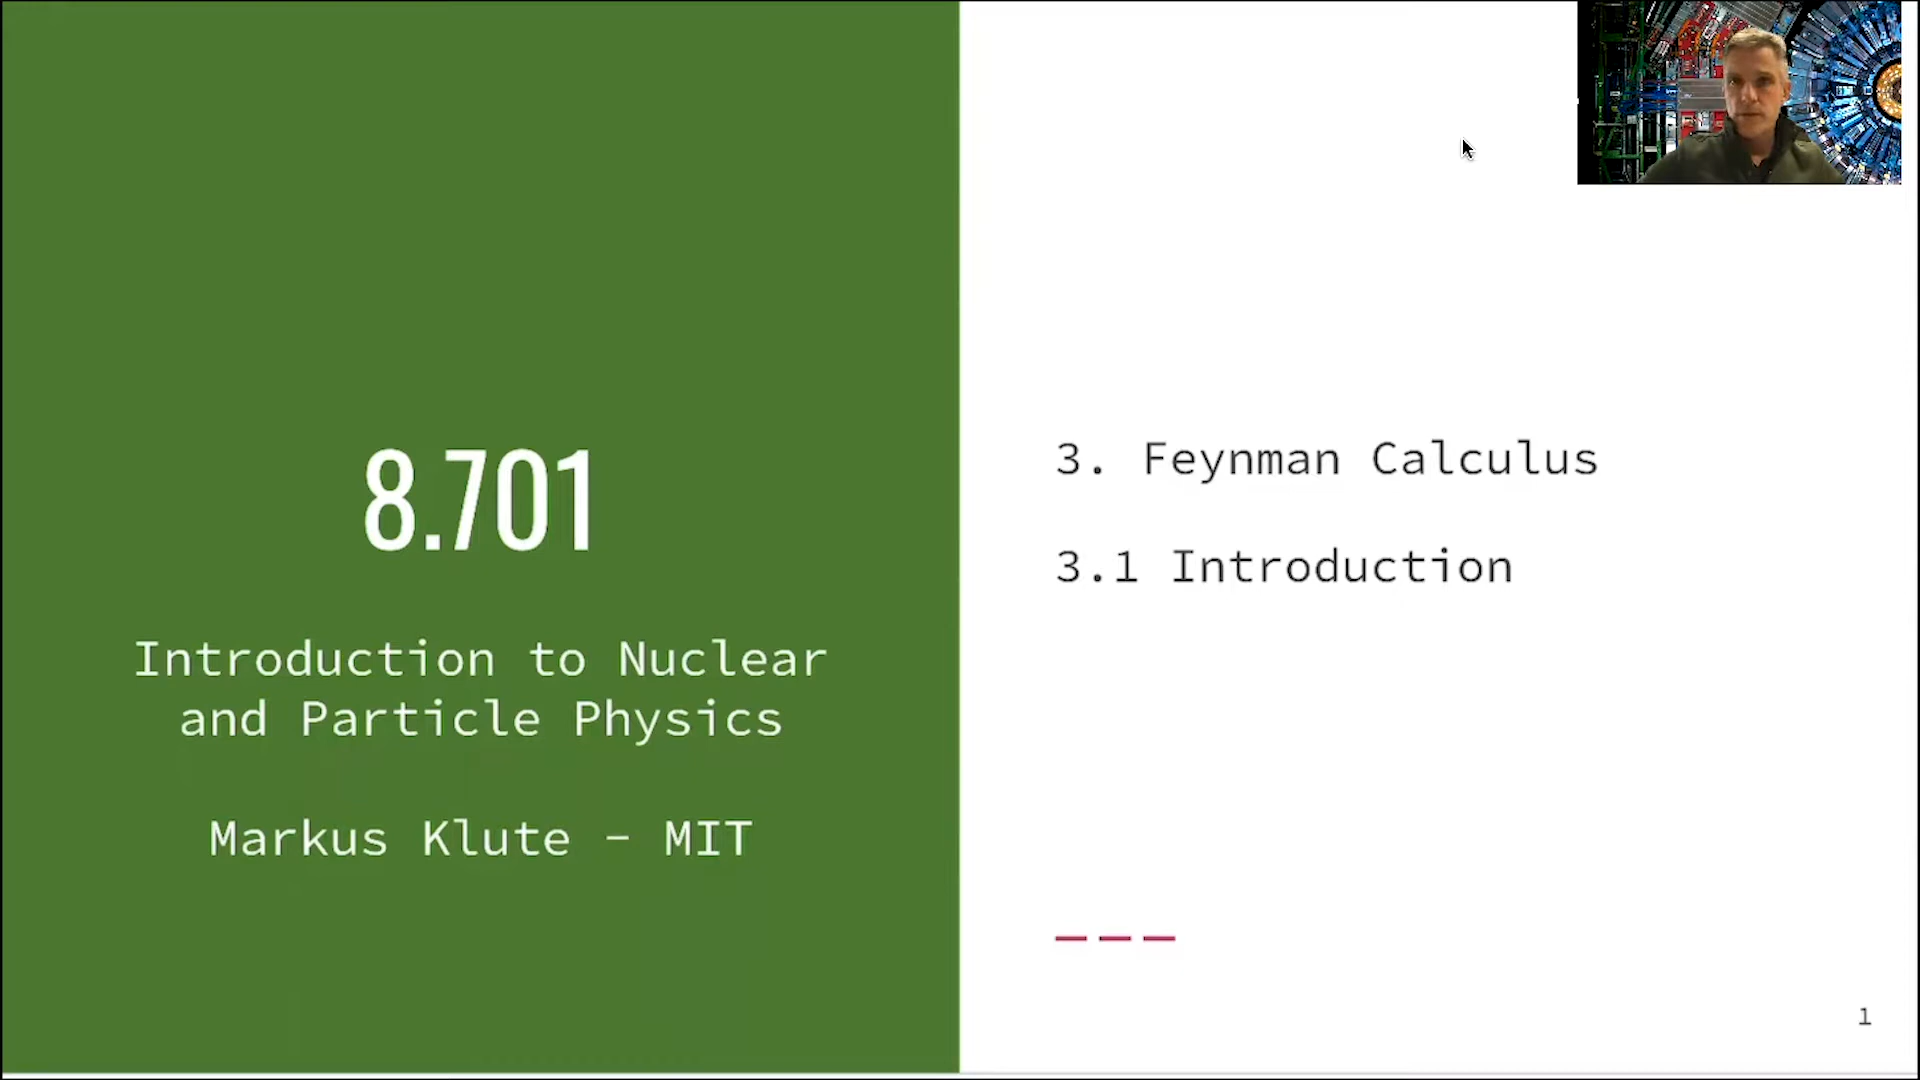 8.701
Introduction to Nuclear
and Particle Physics
Markus Klute – MIT
3. Feynman Calculus
3.1 Introduction
1